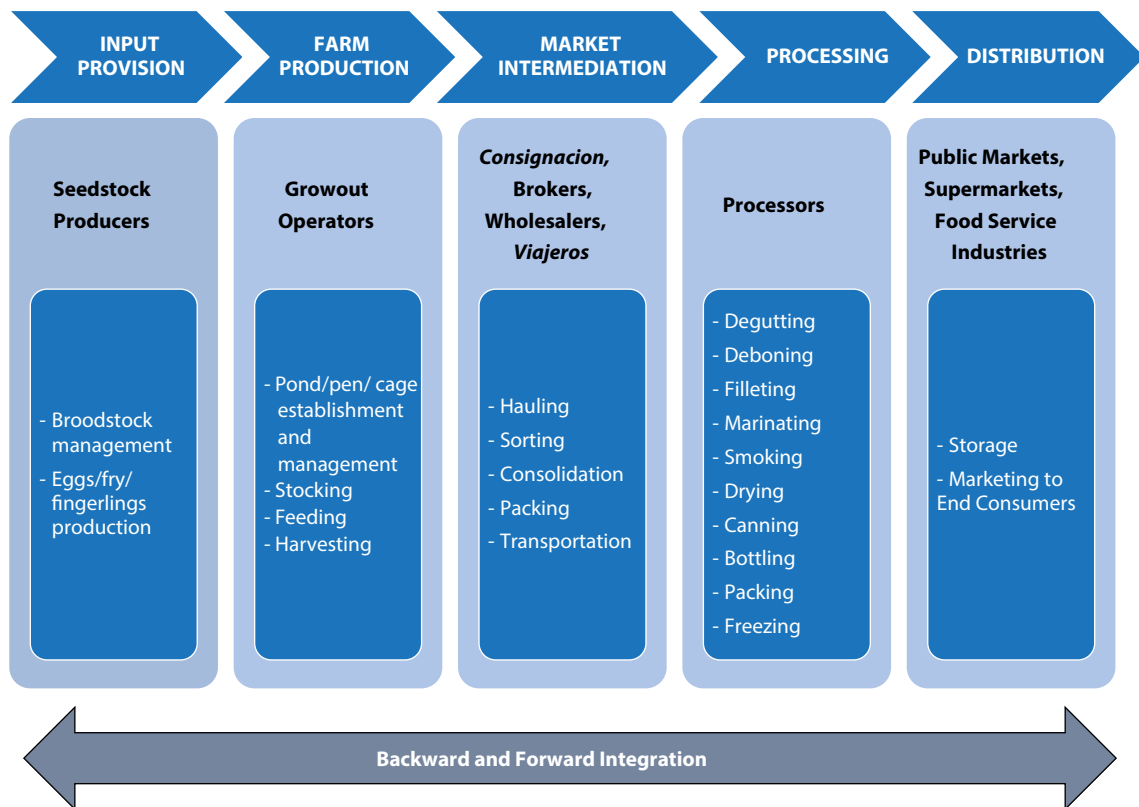 INPUT
PROVISION
FARM
PRODUCTION
MARKET
INTERMEDIATION
PROCESSING
DISTRIBUTION
Seedstock
Producers
Growout
Operators
Consignacion,
Brokers,
Wholesalers,
Viajeros
Processors
Public Markets,
Supermarkets,
Food Service
Industries
- Broodstock
management
- Eggs/fry/
fingerlings
production
- Pond/pen/ cage
establishment
and
management
- Stocking
- Feeding
- Harvesting
- Hauling
- Sorting
- Consolidation
- Packing
- Transportation
- Degutting
- Deboning
- Filleting
- Marinating
- Smoking
- Drying
- Canning
- Bottling
- Packing
- Freezing
- Storage
- Marketing to
End Consumers
Backward and Forward Integration